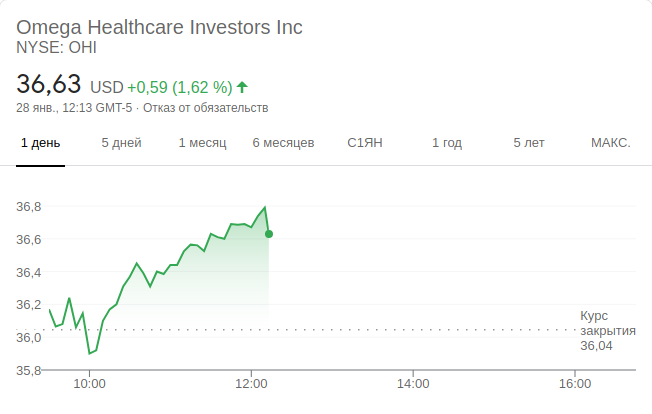 Omega Healthcare Investors Inc
NYSE: OHI
36,63 USD +0,59 (1,62 %)
28 янв., 12:13 GMT-5 · Отказ от обязательств
1 день 5 дней 1 месяц 6 месяцев С1ЯН 1 год 5 лет МАКС.
36,8
36,6
36,4
36,2
36,0
35,8
Курс
закрытия
36,04
10:00 12:00 14:00 16:00